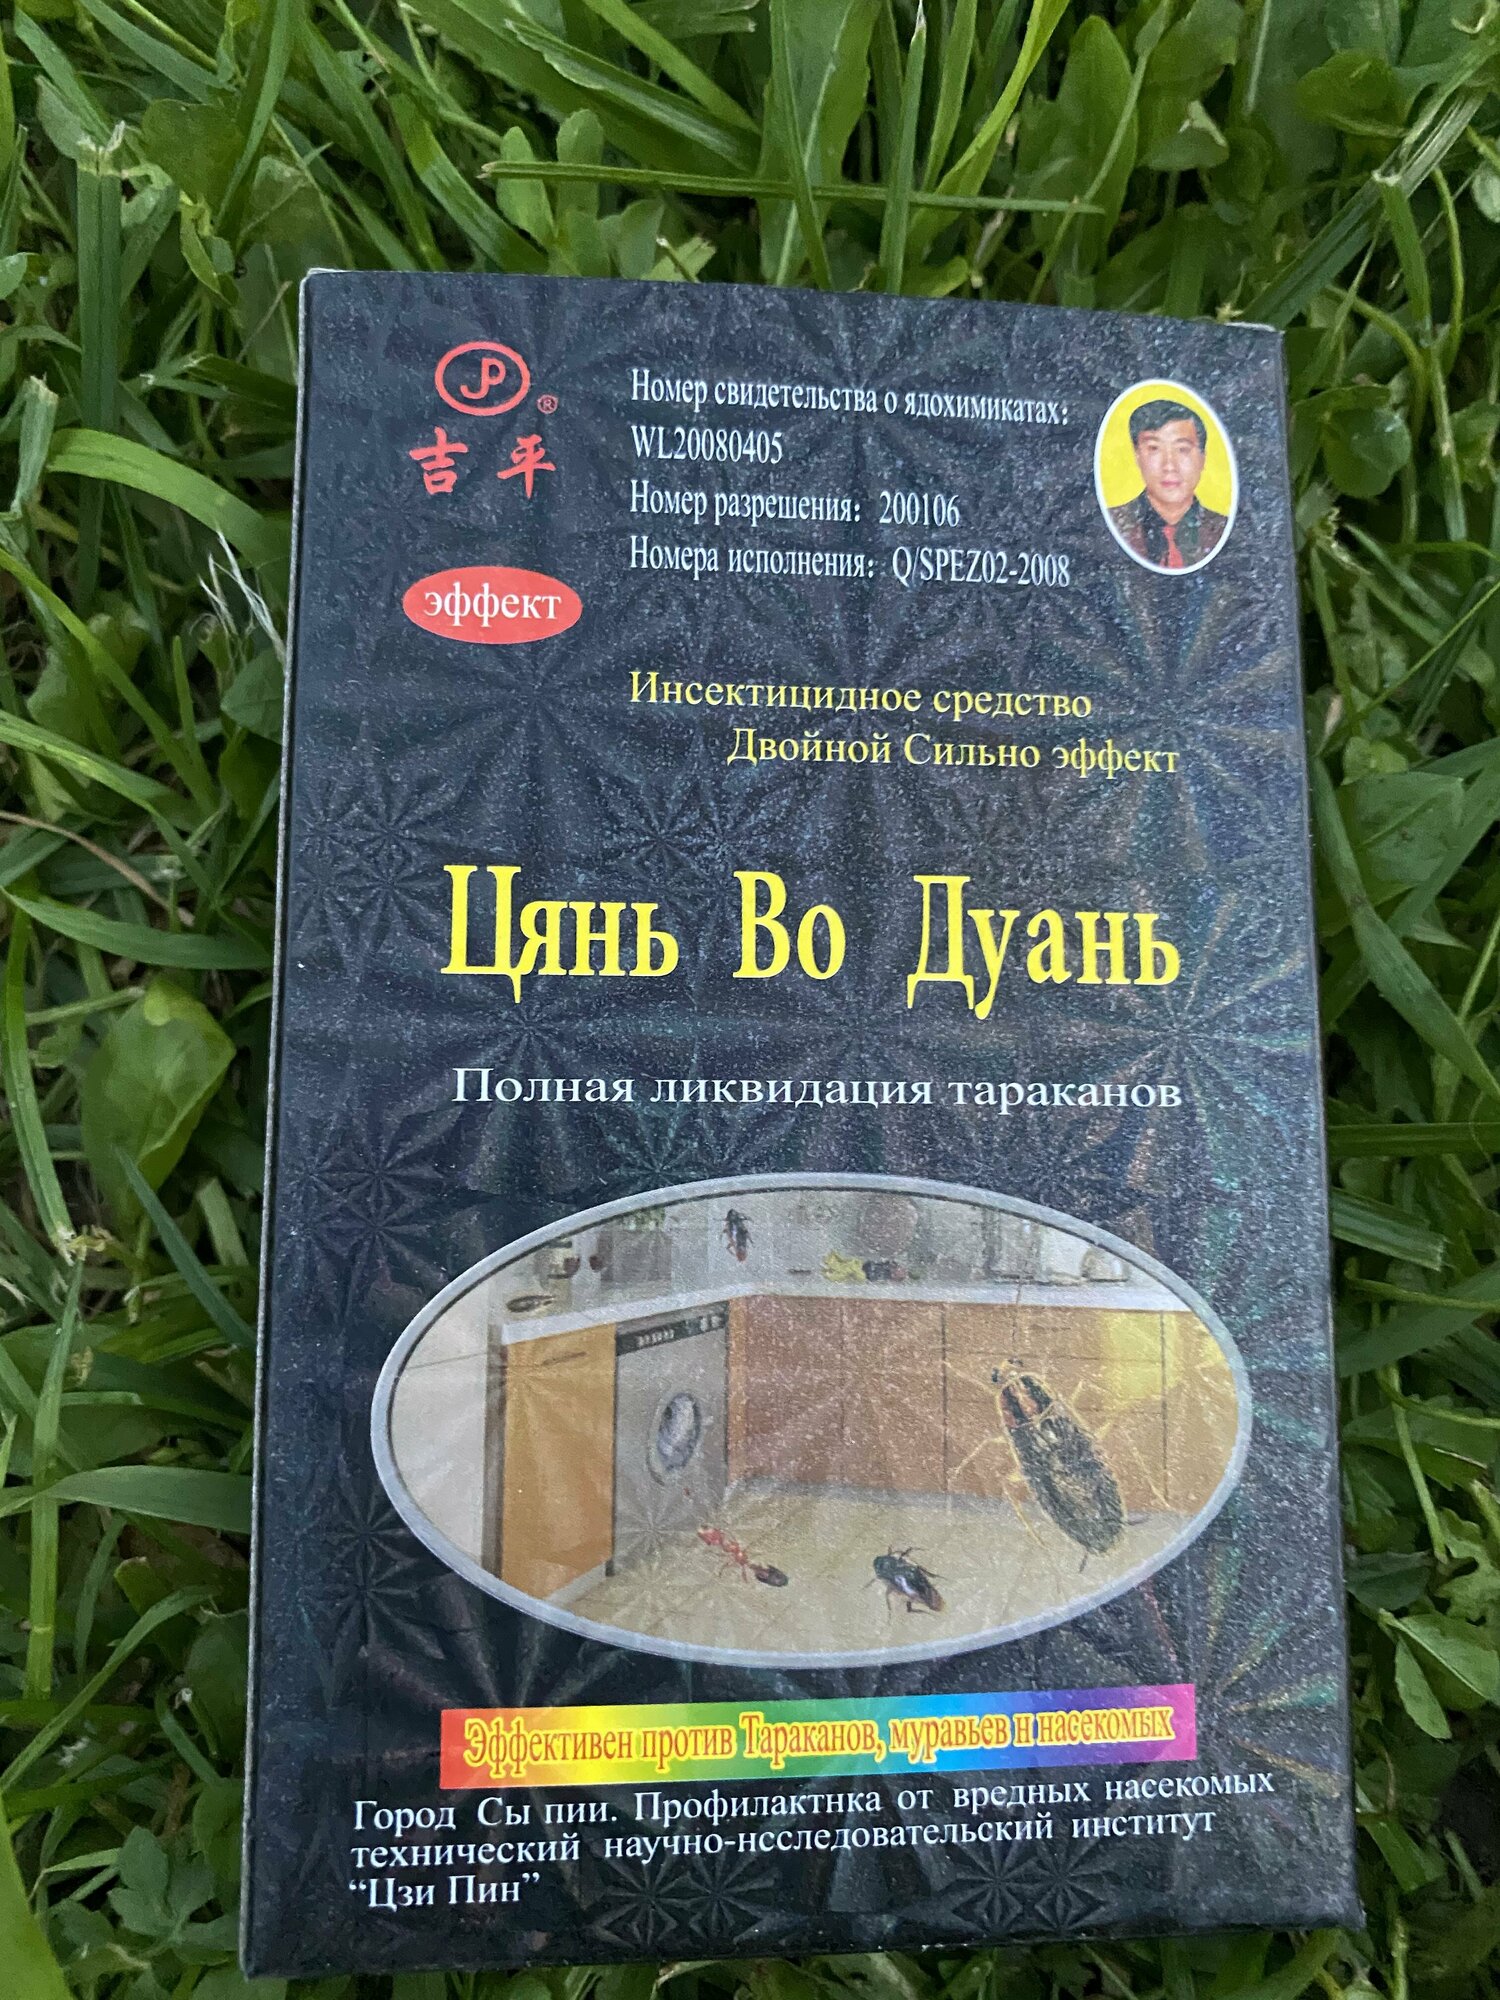 JP ®
吉平
Номер свидетельства о ядохимикатах:
WL20080405
Номер разрешения: 200106
Номера исполнения: Q/SPEZ02-2008
эффект
Инсектицидное средство
Двойной Сильно эффект
Цянь Во Дуань
Полная ликвидация тараканов
Эффективен против Тараканов, муравьев н насекомых
Город Сы пии. Профилактнка от вредных насекомых
технический научно-нсследовательский институт
“Цзи Пин”